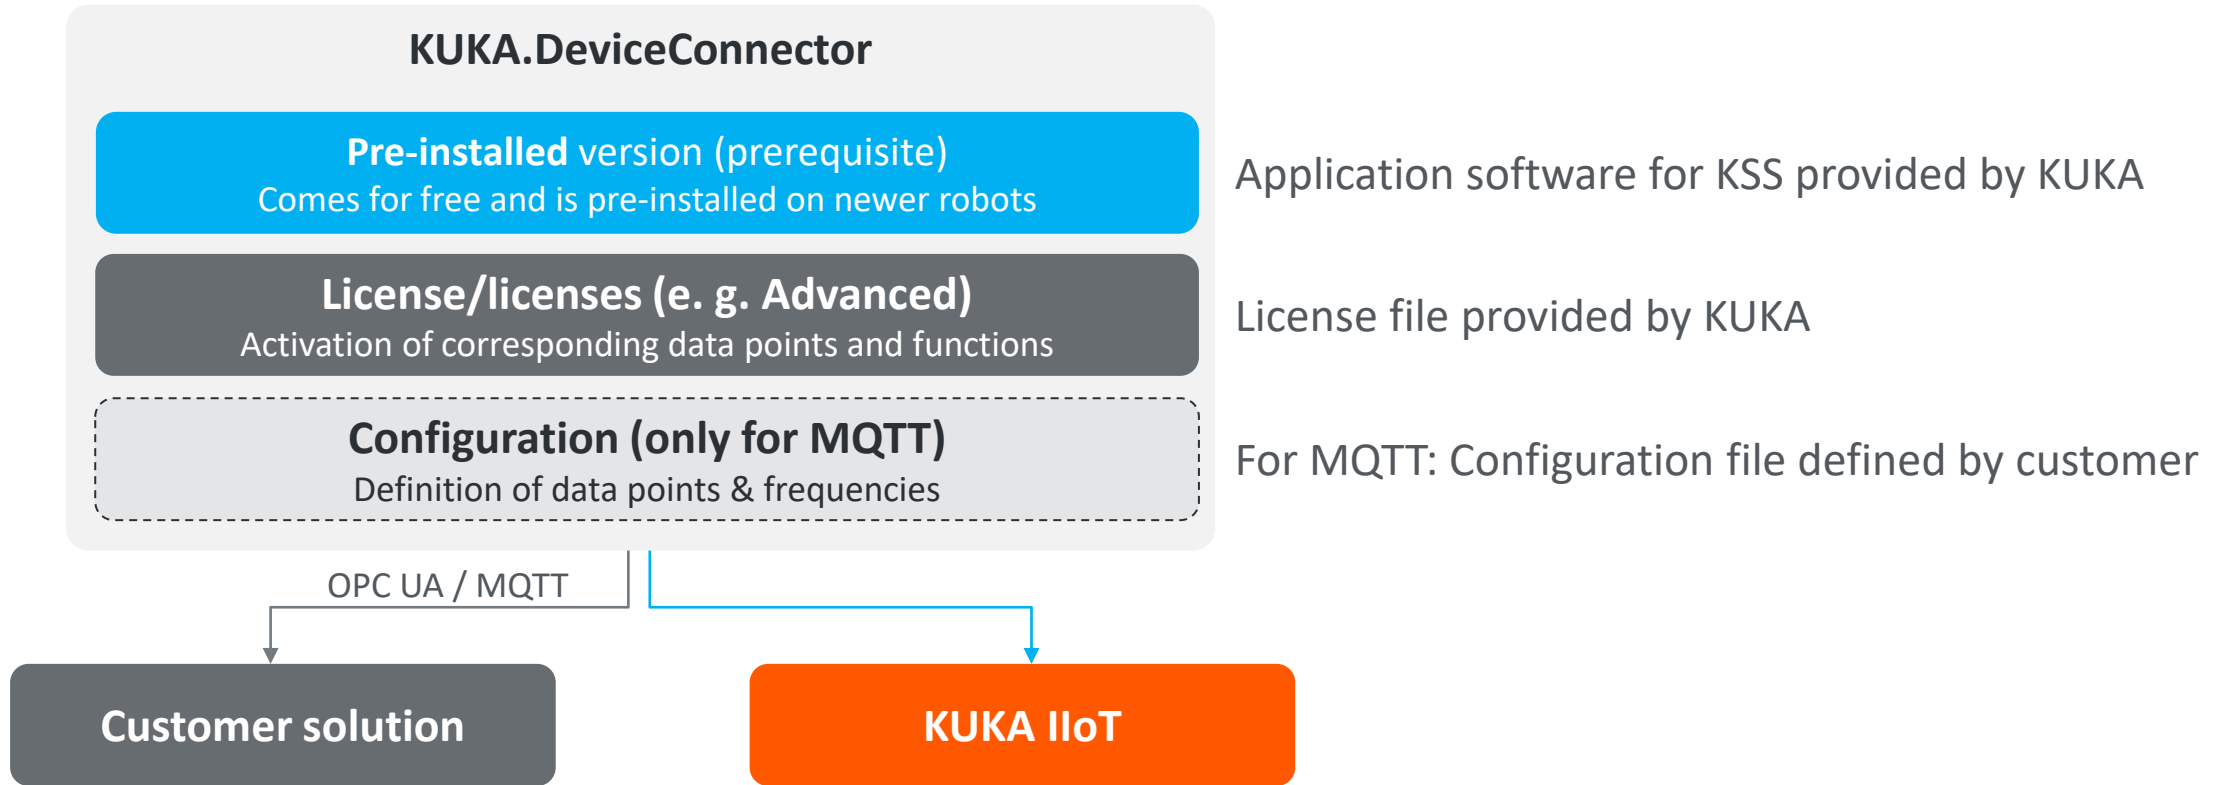 KUKA.DeviceConnector
Pre-installed version (prerequisite)
Comes for free and is pre-installed on newer robots
Application software for KSS provided by KUKA
License/licenses (e. g. Advanced)
Activation of corresponding data points and functions
License file provided by KUKA
Configuration (only for MQTT)
Definition of data points & frequencies
For MQTT: Configuration file defined by customer
OPC UA / MQTT
Customer solution
KUKA IIoT